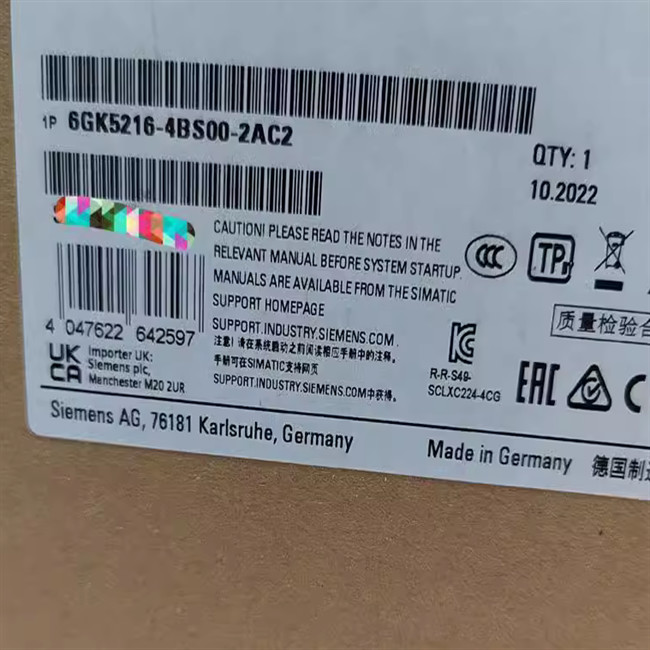 1P 6GK5216-4BS00-2AC2
QTY: 1
10.2022
CAUTION! PLEASE READ THE NOTES IN THE
RELEVANT MANUAL BEFORE SYSTEM STARTUP.
MANUALS ARE AVAILABLE FROM THE SIMATIC
SUPPORT HOMEPAGE
SUPPORT.INDUSTRY.SIEMENS.COM.
注意! 请在系统启动之前阅读相应手册中的注释。
手册可在SIMATIC支持网页
SUPPORT.INDUSTRY.SIEMENS.COM中获得。
4 047622 642597
UK
CA
Importer UK:
Siemens plc,
Manchester M20 2UR
CCC
TP
质量检验合
R-R-S49-
SCLXC224-4CG
EAC
Siemens AG, 76181 Karlsruhe, Germany
Made in Germany 德国制造